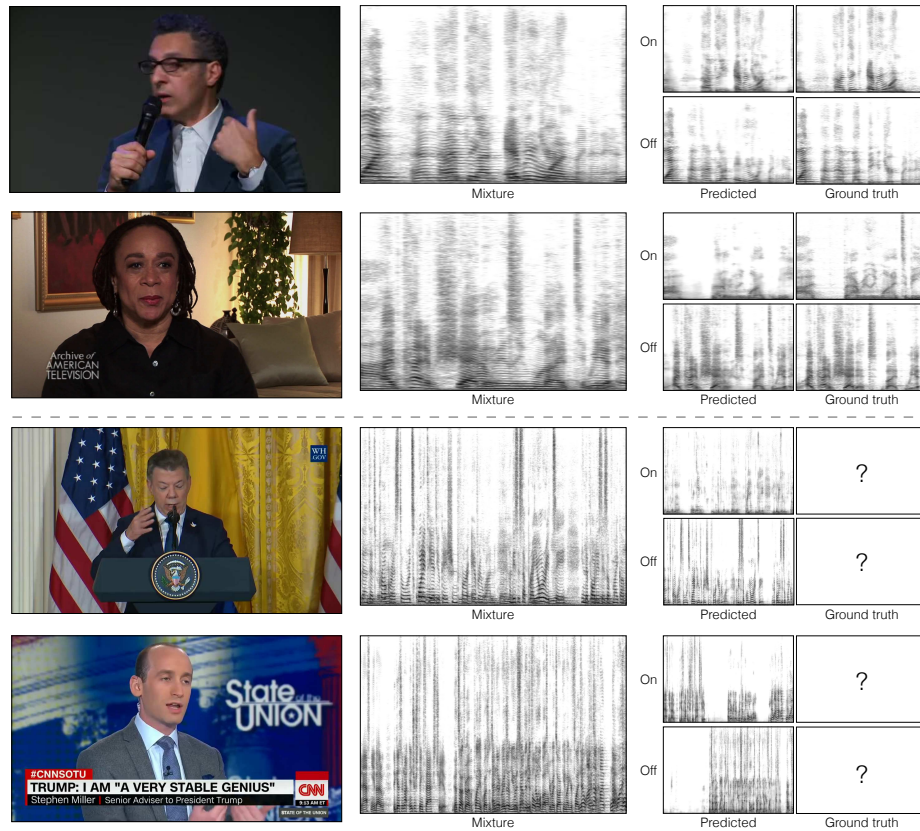 On
Off
Mixture
Predicted
Ground truth
Archive of
AMERICAN
TELEVISION
On
Off
Mixture
Predicted
Ground truth
WH
.GOV
On
?
Off
?
Mixture
Predicted
Ground truth
State of the
UNION
#CNNSOTU
TRUMP: I AM "A VERY STABLE GENIUS"
Stephen Miller | Senior Adviser to President Trump
CNN
9:13 AM ET
STATE OF THE UNION
On
?
Off
?
Mixture
Predicted
Ground truth